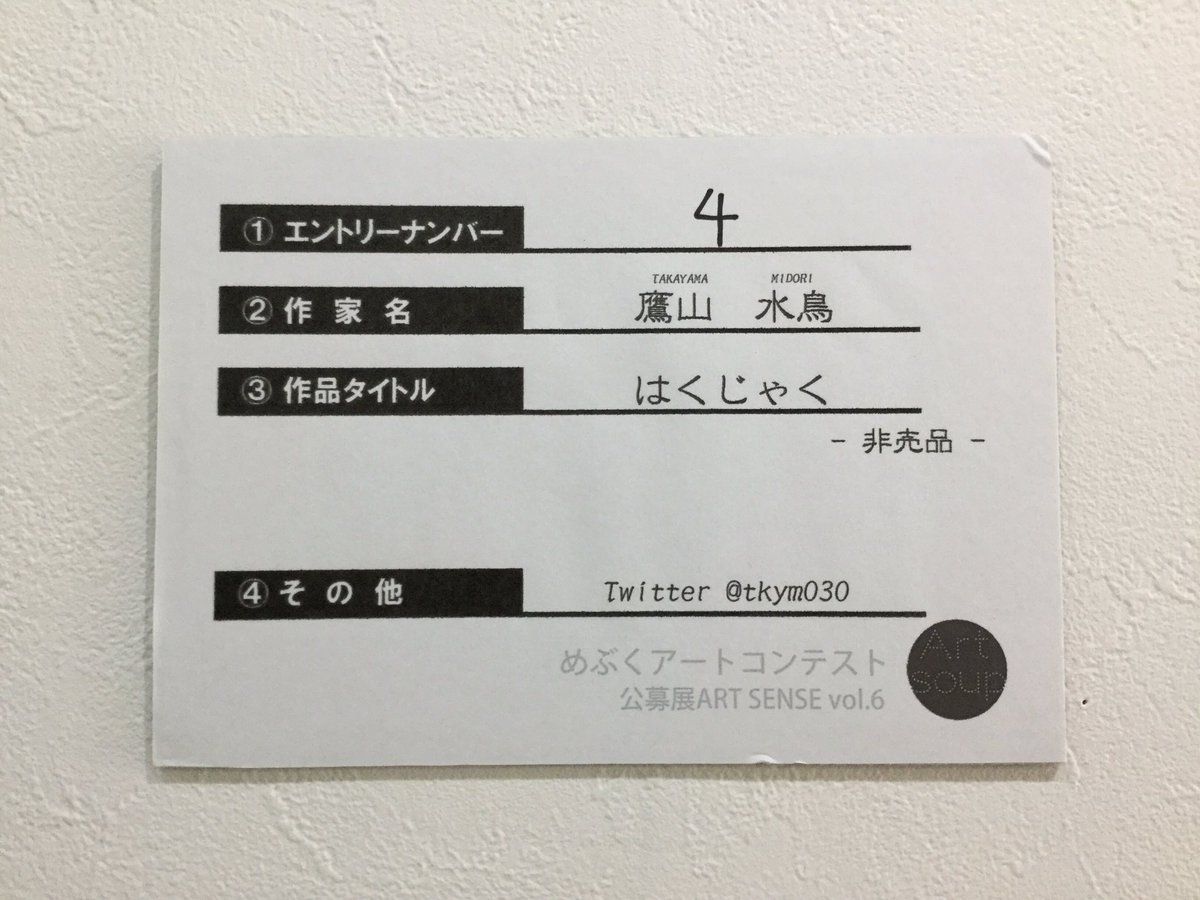 ① エントリーナンバー 4
TAKAYAMA MIDORI
② 作家名 鷹山 水鳥
③ 作品タイトル はくじゃく
- 非売品 -
④ その他 Twitter @tkym030
めぶくアートコンテスト
公募展ART SENSE vol.6
Art
soup